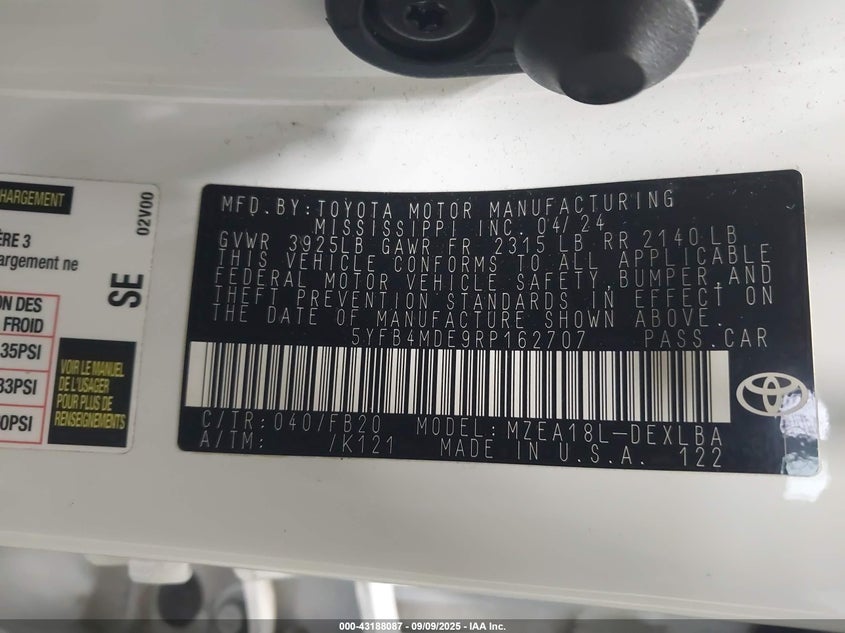 CHARGEMENT
ÈRE 3
argement ne
SE
02V00
ON DES
FROID
35PSI
33PSI
0PSI
VOIR LE MANUEL
DE L'USAGER
POUR PLUS DE
RENSEIGNEMENTS
MFD.BY:TOYOTA MOTOR MANUFACTURING
MISSISSIPPI INC. 04/24
GVWR 3925LB GAWR FR 2315 LB RR 2140 LB
THIS VEHICLE CONFORMS TO ALL APPLICABLE
FEDERAL MOTOR VEHICLE SAFETY,BUMPER,AND
THEFT PREVENTION STANDARDS IN EFFECT ON
THE DATE OF MANUFACTURE SHOWN ABOVE.
5YFB4MDE9RP162707 PASS.CAR
C/TR:040/FB20 MODEL:MZEA18L-DEXLBA
A/TM: /K121 MADE IN U.S.A. 122
000-43188087 - 09/09/2025 - IAA Inc.